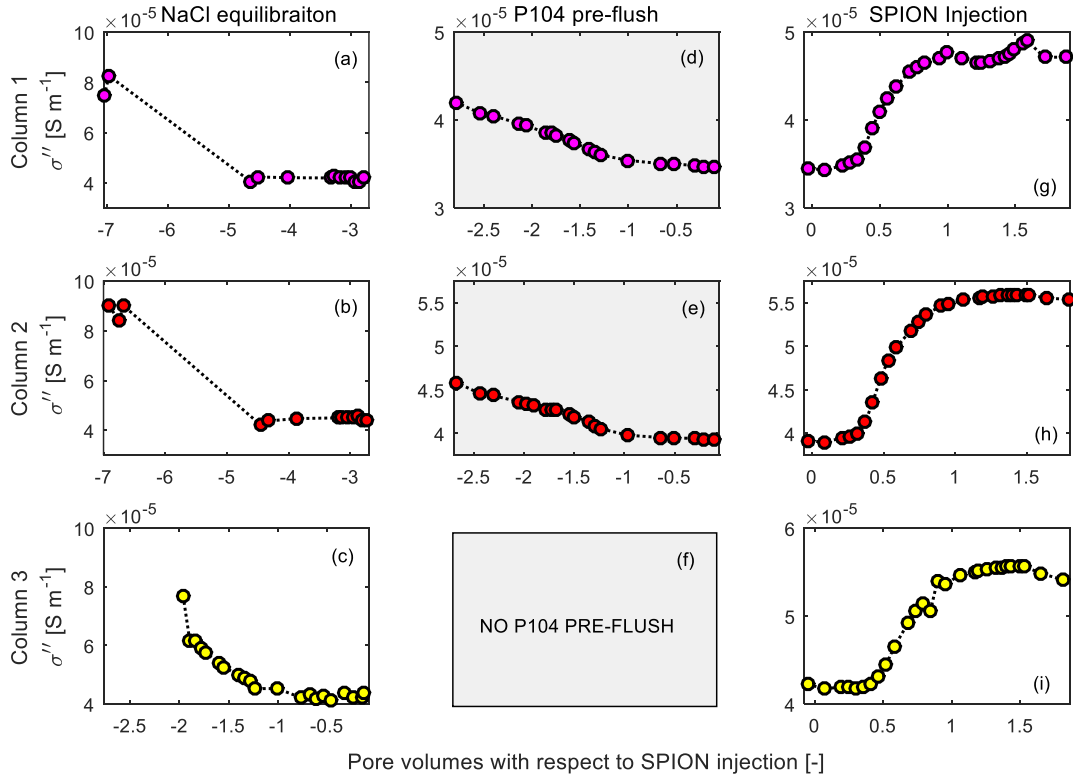 NaCl equilibraiton
P104 pre-flush
SPION Injection
Column 1
σ′′ [S m⁻¹]
×10⁻⁵
10
8
6
4
(a)
-7 -6 -5 -4 -3
×10⁻⁵
5
4
3
(d)
-2.5 -2 -1.5 -1 -0.5
×10⁻⁵
5
4
3
(g)
0 0.5 1 1.5
Column 2
σ′′ [S m⁻¹]
×10⁻⁵
10
8
6
4
(b)
-7 -6 -5 -4 -3
×10⁻⁵
5.5
5
4.5
4
(e)
-2.5 -2 -1.5 -1 -0.5
×10⁻⁵
5.5
5
4.5
4
(h)
0 0.5 1 1.5
Column 3
σ′′ [S m⁻¹]
×10⁻⁵
10
8
6
4
(c)
-2.5 -2 -1.5 -1 -0.5
(f)
NO P104 PRE-FLUSH
×10⁻⁵
6
5
4
(i)
0 0.5 1 1.5
Pore volumes with respect to SPION injection [-]